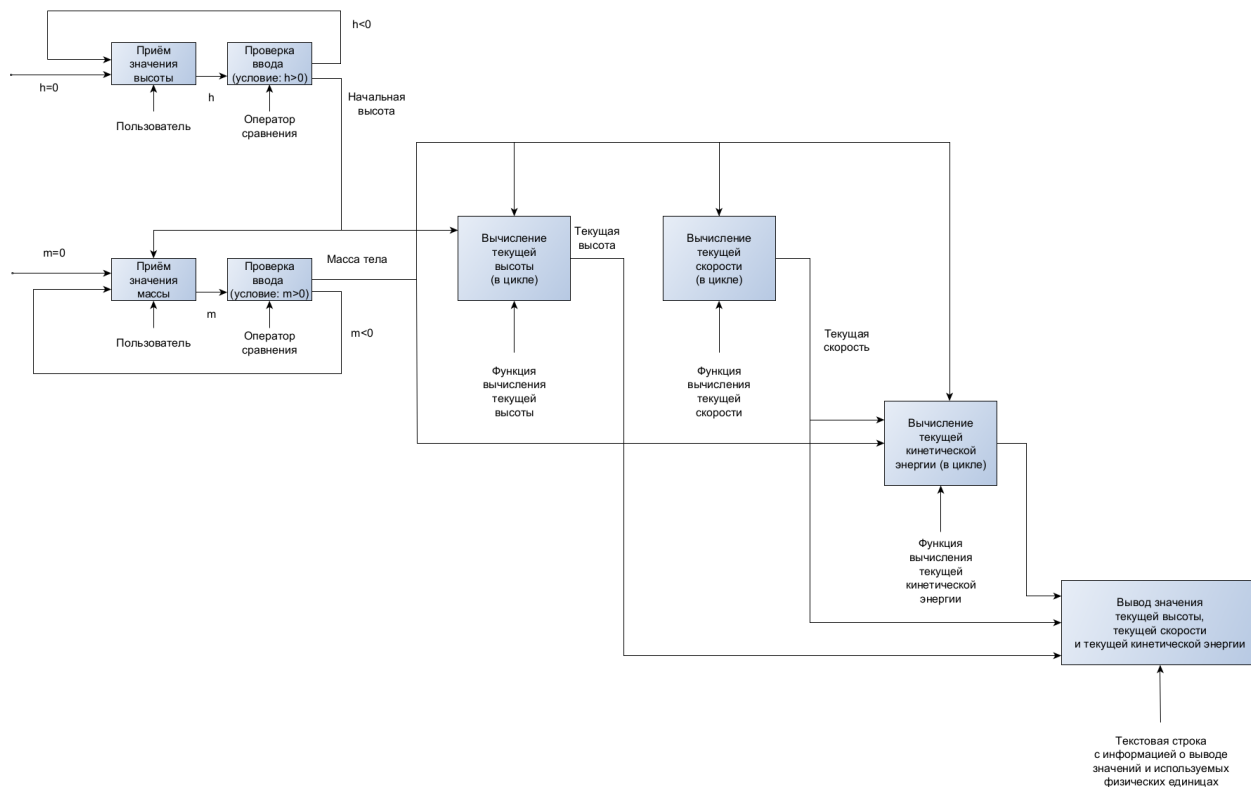 h<0
Приём
значения
высоты
Проверка
ввода
(условие: h>0)
h=0
h
Начальная
высота
Пользователь
Оператор
сравнения
m=0
Приём
значения
массы
Проверка
ввода
(условие: m>0)
Масса тела
m
m<0
Пользователь
Оператор
сравнения
Вычисление
текущей
высоты
(в цикле)
Текущая
высота
Вычисление
текущей
скорости
(в цикле)
Функция
вычисления
текущей
высоты
Функция
вычисления
текущей
скорости
Текущая
скорость
Вычисление
текущей
кинетической
энергии (в цикле)
Функция
вычисления
текущей
кинетической
энергии
Вывод значения
текущей высоты,
текущей скорости
и текущей кинетической энергии
Текстовая строка
с информацией о выводе
значений и используемых
физических единицах